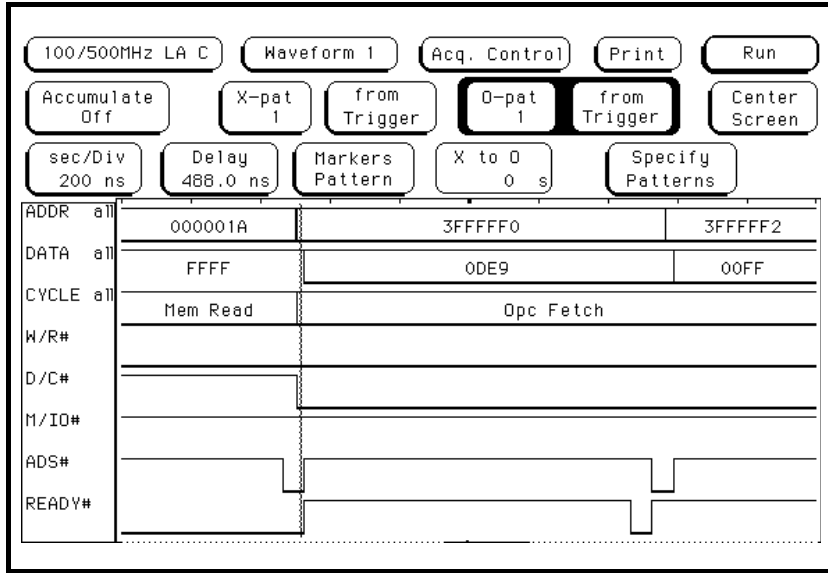 100/500MHz LA C Waveform 1 Acq. Control Print Run
Accumulate Off X-pat 1 from Trigger O-pat 1 from Trigger Center Screen
sec/Div 200 ns Delay 488.0 ns Markers Pattern X to O 0 s Specify Patterns
ADDR all 000001A 3FFFFF0 3FFFFF2
DATA all FFFF 0DE9 00FF
CYCLE all Mem Read Opc Fetch
W/R#
D/C#
M/IO#
ADS#
READY#